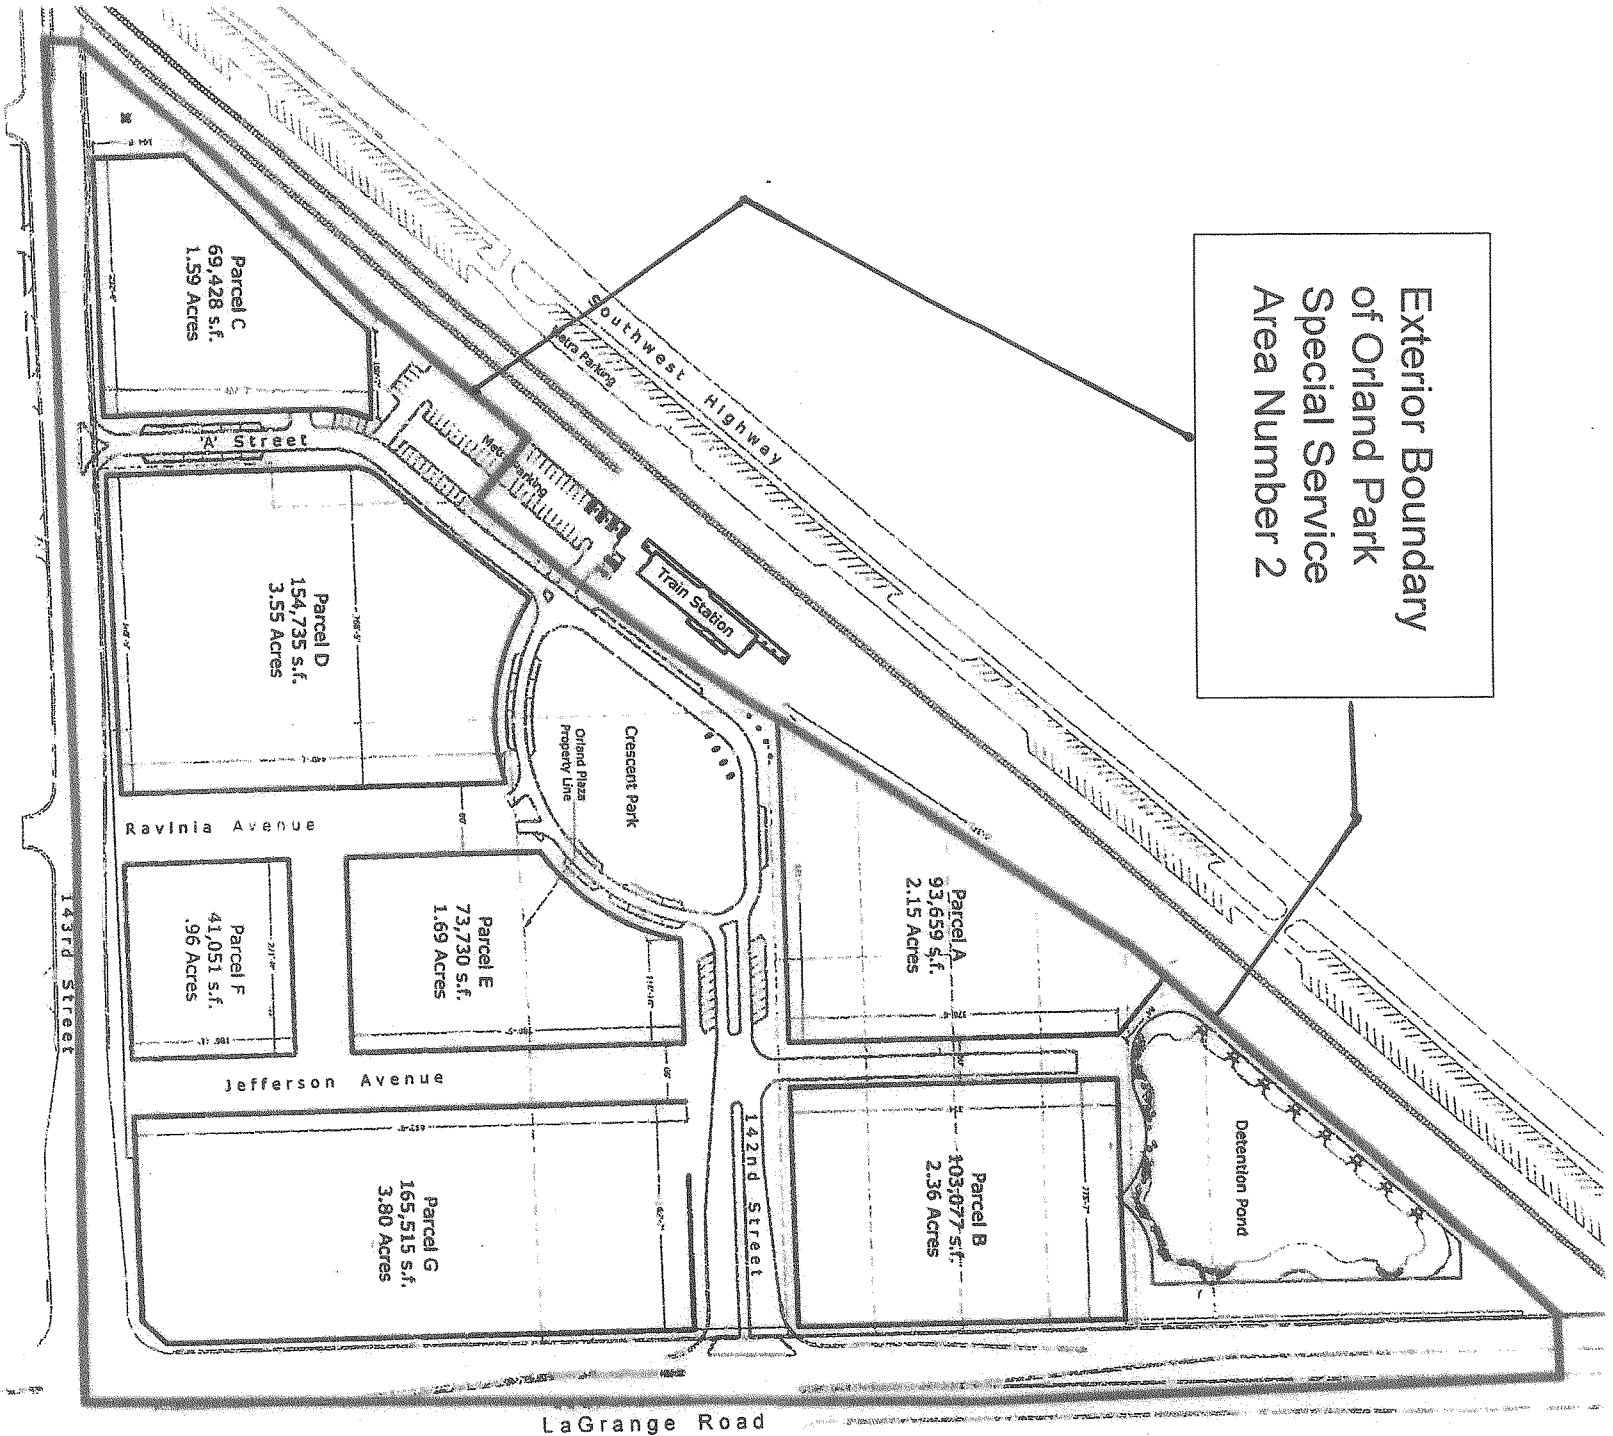 Exterior Boundary
of Orland Park
Special Service
Area Number 2
Southwest Highway
Metra Parking
Train Station
Parcel C
69,428 s.f.
1.59 Acres
'A' Street
Parcel D
154,735 s.f.
3.55 Acres
Crescent Park
Orland Plaza
Property Line
Parcel A
93,659 s.f.
2.15 Acres
Ravinia Avenue
Parcel E
73,730 s.f.
1.69 Acres
Parcel F
41,051 s.f.
.96 Acres
Jefferson Avenue
Detention Pond
Parcel B
103,077 s.f.
2.36 Acres
142nd Street
Parcel G
165,515 s.f.
3.80 Acres
143rd Street
LaGrange Road